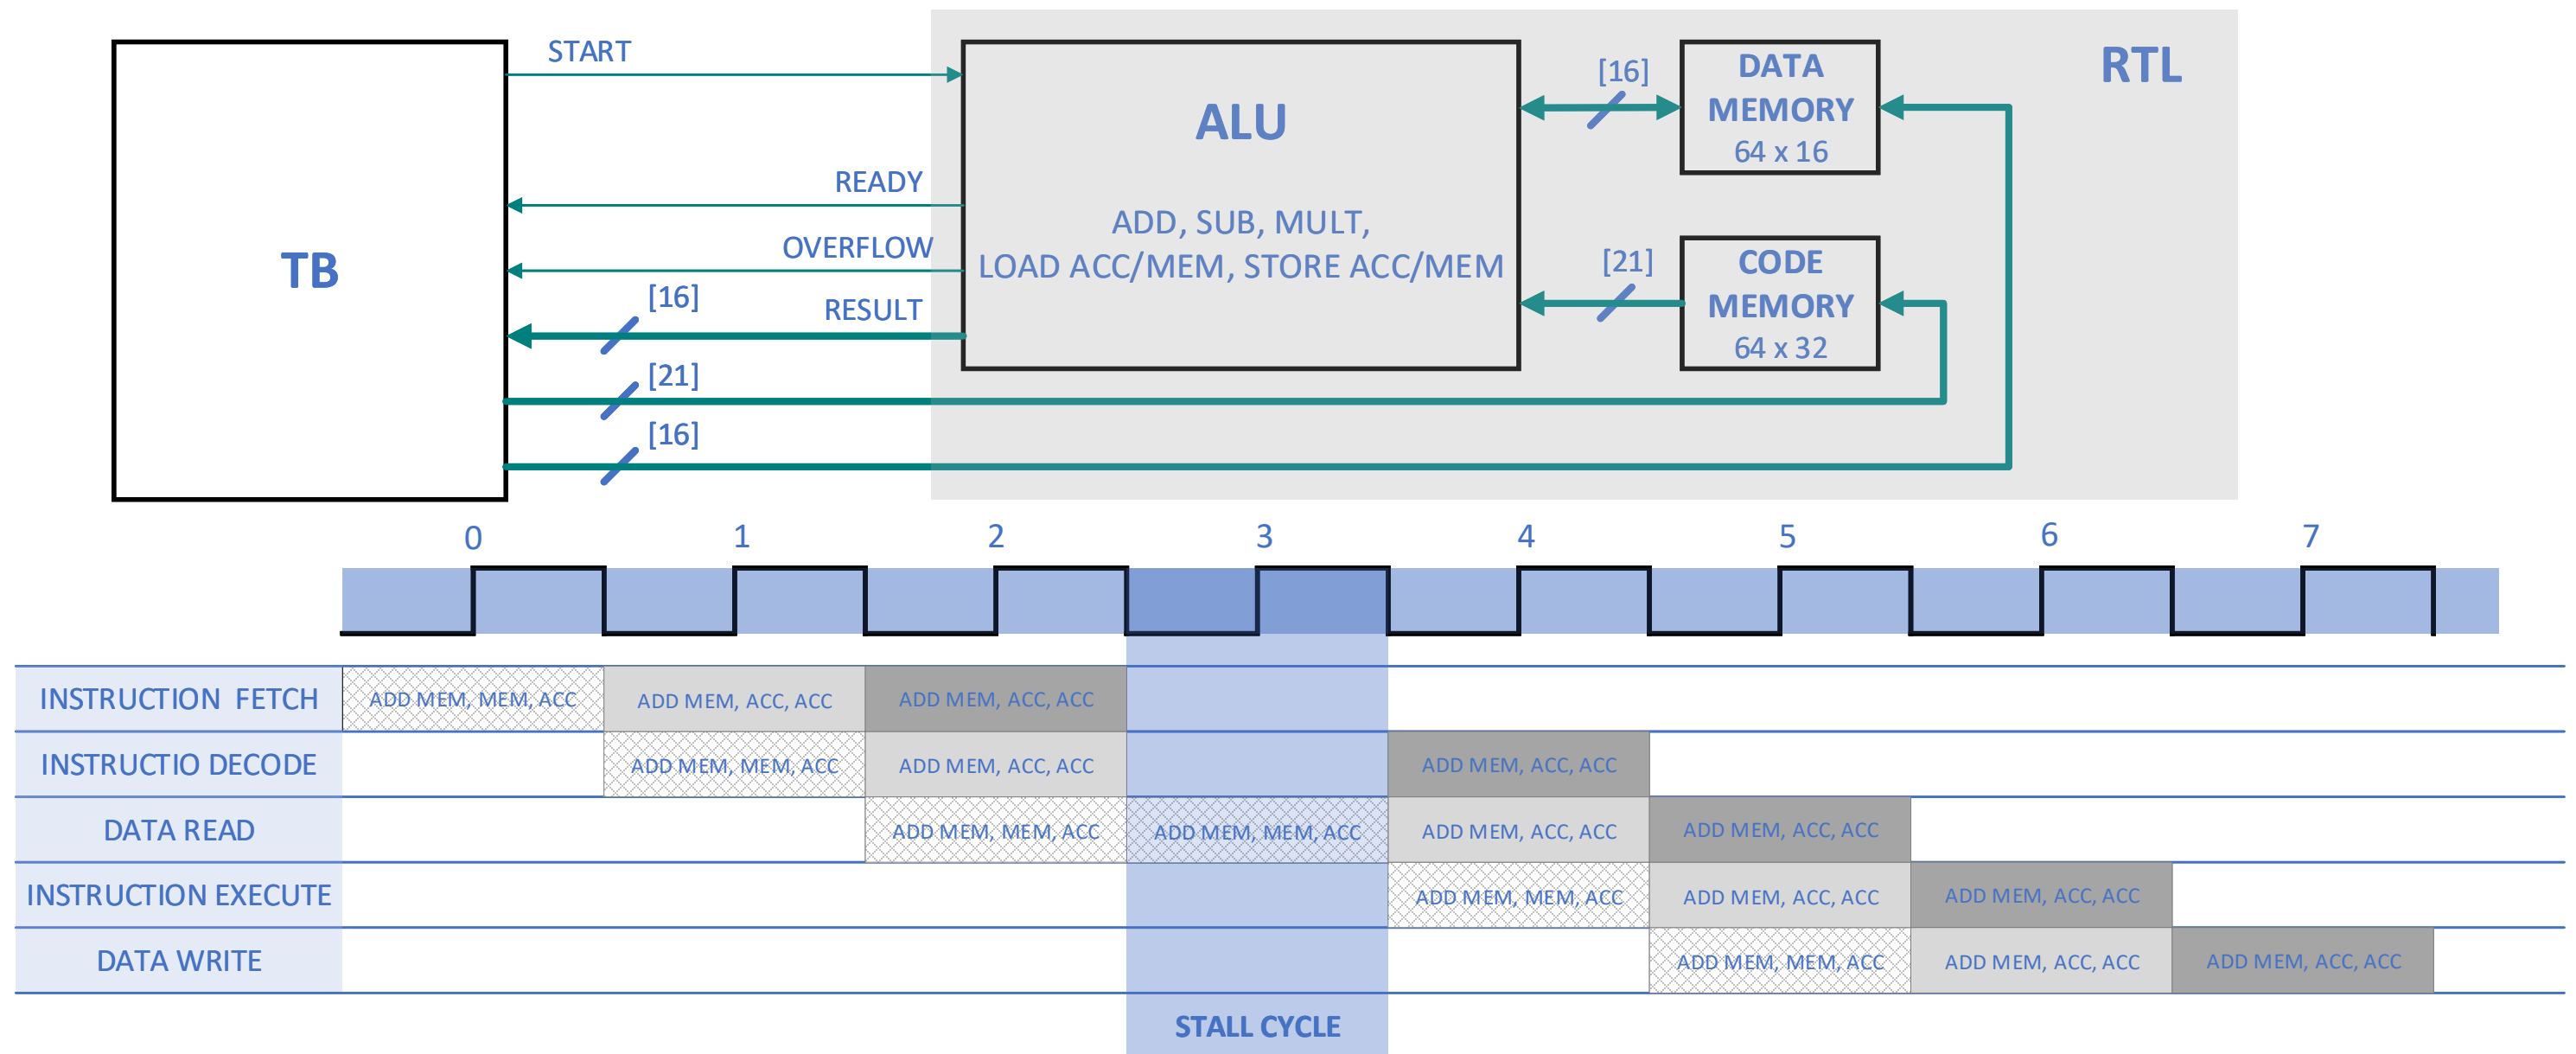 START
READY
OVERFLOW
RESULT
[16]
[21]
[16]
TB
ALU
ADD, SUB, MULT,
LOAD ACC/MEM, STORE ACC/MEM
[16]
[21]
DATA
MEMORY
64 x 16
CODE
MEMORY
64 x 32
RTL
0 1 2 3 4 5 6 7
INSTRUCTION FETCH ADD MEM, MEM, ACC ADD MEM, ACC, ACC ADD MEM, ACC, ACC
INSTRUCTIO DECODE ADD MEM, MEM, ACC ADD MEM, ACC, ACC ADD MEM, ACC, ACC
DATA READ ADD MEM, MEM, ACC ADD MEM, MEM, ACC ADD MEM, ACC, ACC ADD MEM, ACC, ACC
INSTRUCTION EXECUTE ADD MEM, MEM, ACC ADD MEM, ACC, ACC ADD MEM, ACC, ACC
DATA WRITE ADD MEM, MEM, ACC ADD MEM, ACC, ACC ADD MEM, ACC, ACC
STALL CYCLE